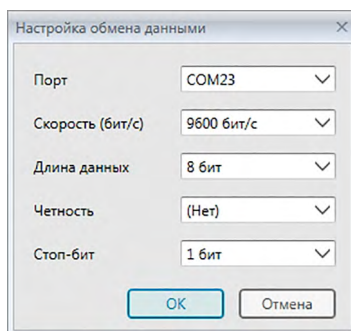 Настройка обмена данными
Порт COM23
Скорость (бит/с) 9600 бит/с
Длина данных 8 бит
Четность (Нет)
Стоп-бит 1 бит
OK Отмена